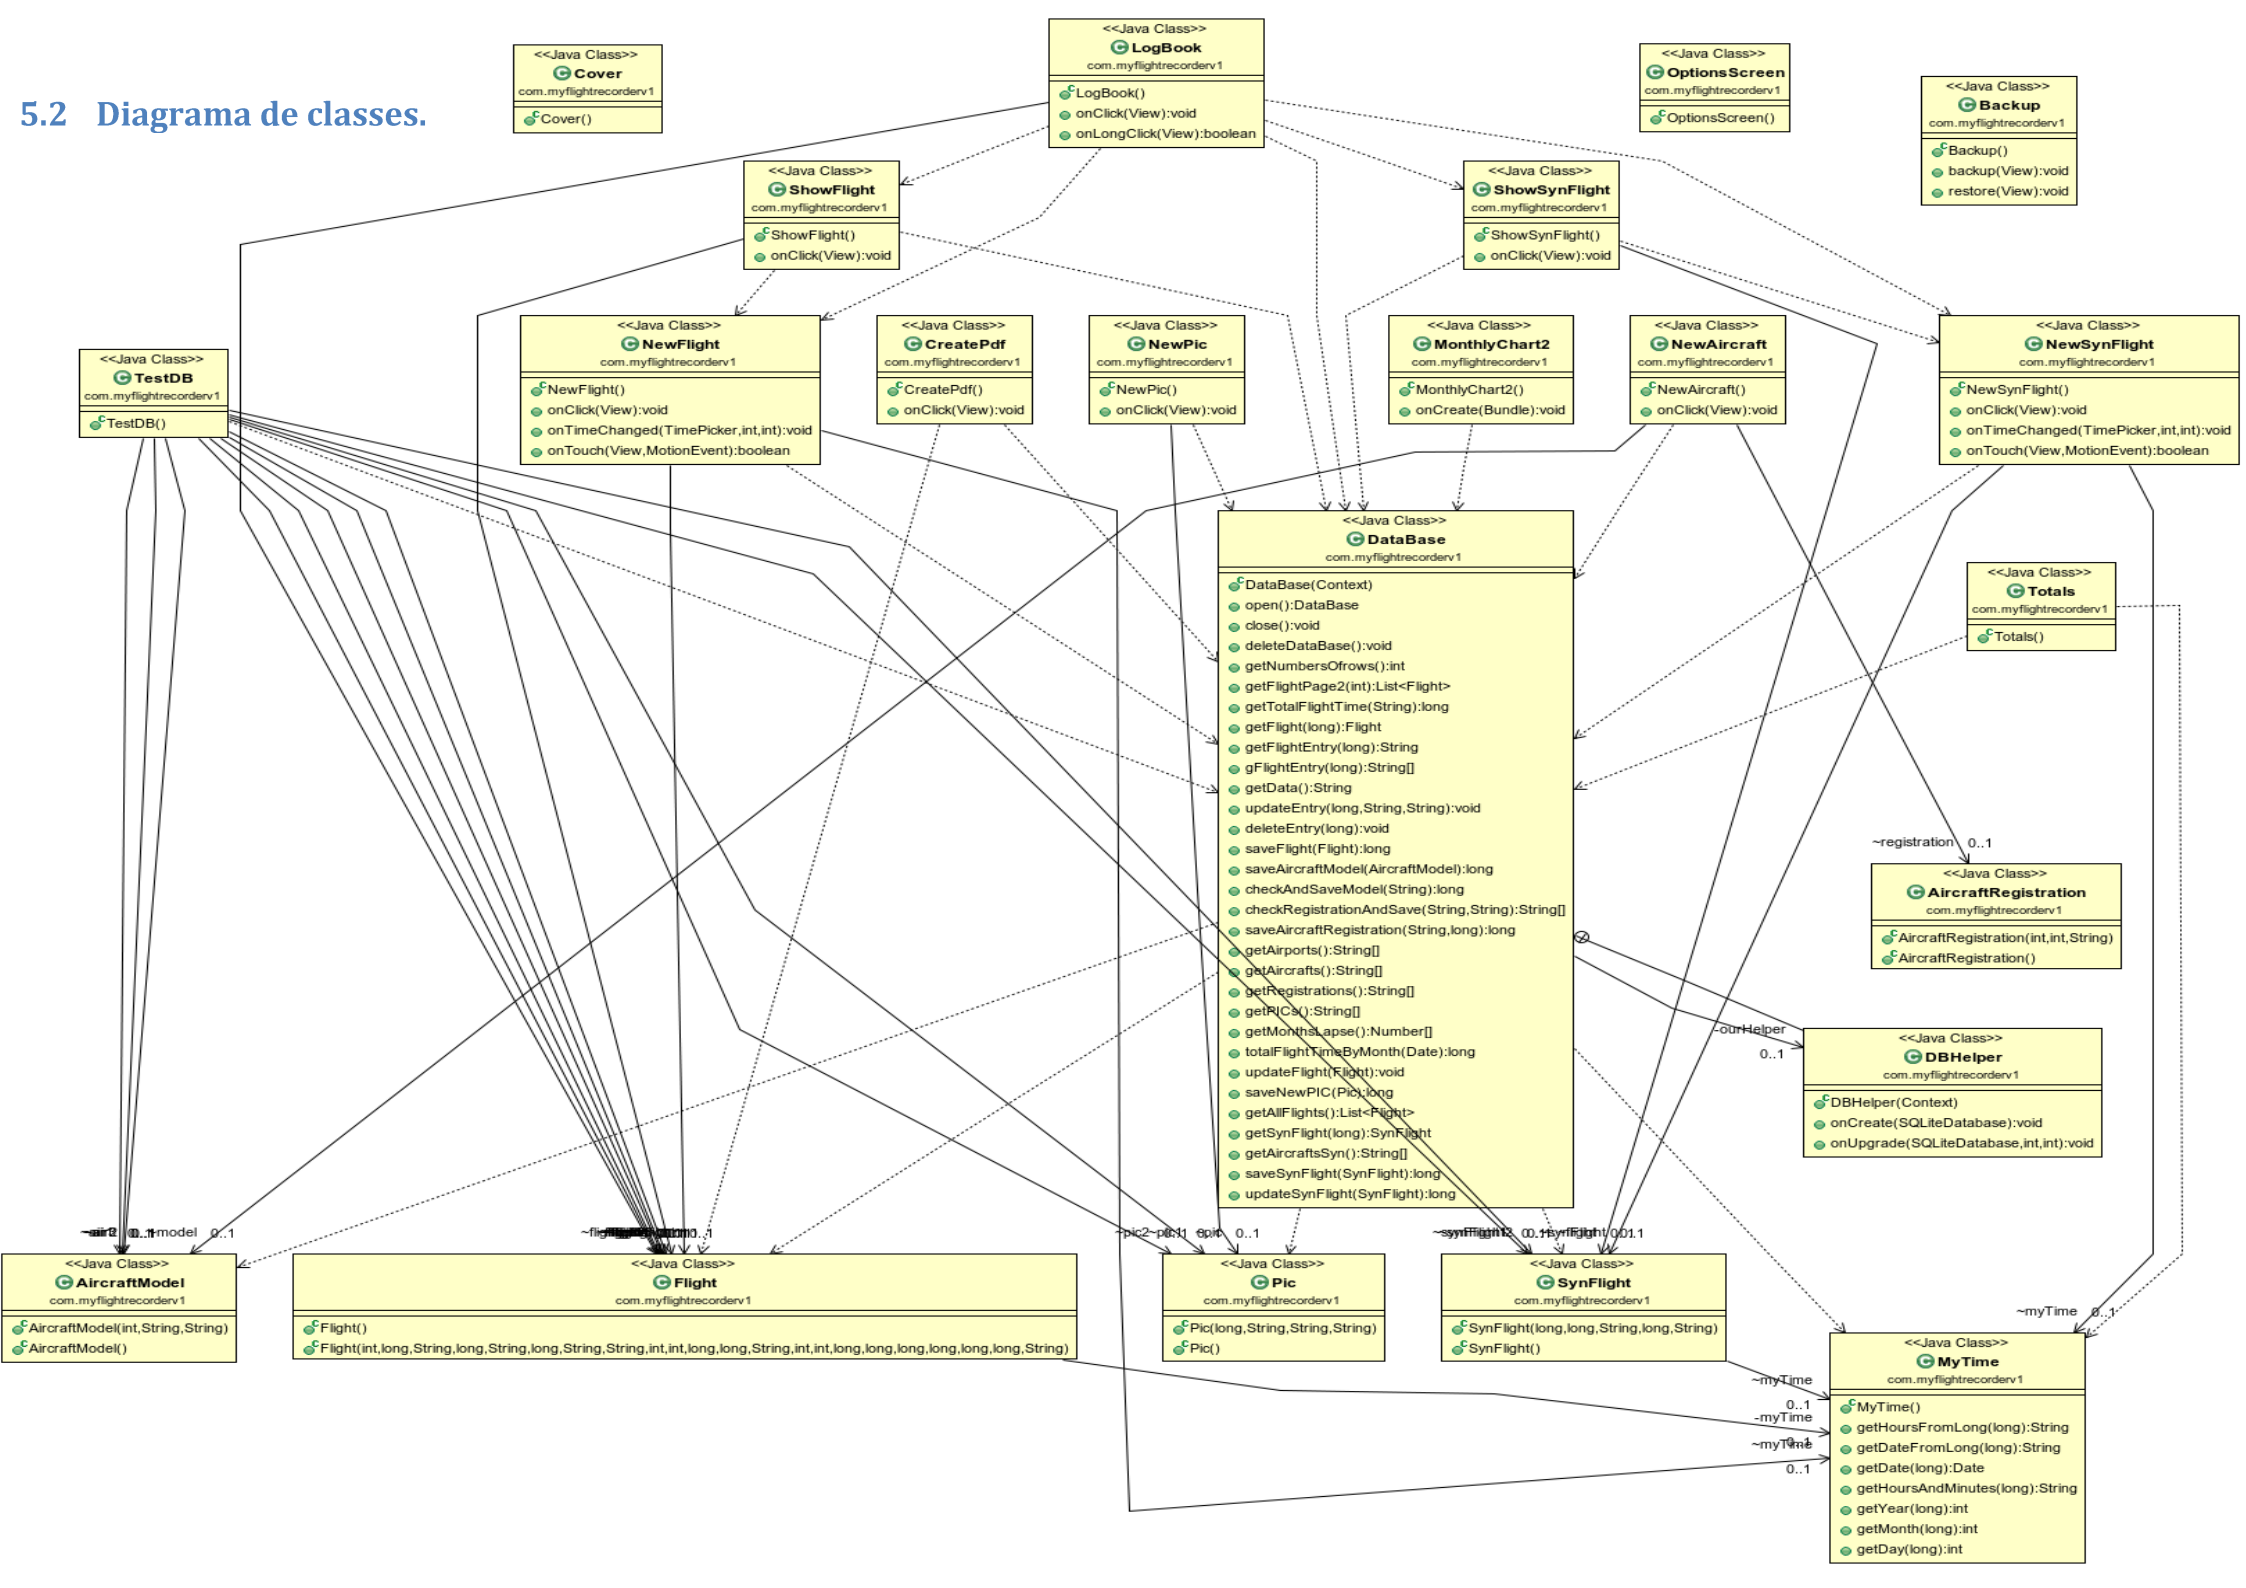 5.2 Diagrama de classes.
<<Java Class>>
Cover
com.myflightrecorderv1
Cover()
<<Java Class>>
LogBook
com.myflightrecorderv1
LogBook()
onClick(View):void
onLongClick(View):boolean
<<Java Class>>
OptionsScreen
com.myflightrecorderv1
OptionsScreen()
<<Java Class>>
Backup
com.myflightrecorderv1
Backup()
backup(View):void
restore(View):void
<<Java Class>>
ShowFlight
com.myflightrecorderv1
ShowFlight()
onClick(View):void
<<Java Class>>
ShowSynFlight
com.myflightrecorderv1
ShowSynFlight()
onClick(View):void
<<Java Class>>
TestDB
com.myflightrecorderv1
TestDB()
<<Java Class>>
NewFlight
com.myflightrecorderv1
NewFlight()
onClick(View):void
onTimeChanged(TimePicker,int,int):void
onTouch(View,MotionEvent):boolean
<<Java Class>>
CreatePdf
com.myflightrecorderv1
CreatePdf()
onClick(View):void
<<Java Class>>
NewPic
com.myflightrecorderv1
NewPic()
onClick(View):void
<<Java Class>>
MonthlyChart2
com.myflightrecorderv1
MonthlyChart2()
onCreate(Bundle):void
<<Java Class>>
NewAircraft
com.myflightrecorderv1
NewAircraft()
onClick(View):void
<<Java Class>>
NewSynFlight
com.myflightrecorderv1
NewSynFlight()
onClick(View):void
onTimeChanged(TimePicker,int,int):void
onTouch(View,MotionEvent):boolean
<<Java Class>>
DataBase
com.myflightrecorderv1
DataBase(Context)
open():DataBase
close():void
deleteDataBase():void
getNumbersOfrows():int
getFlightPage2(int):List<Flight>
getTotalFlightTime(String):long
getFlight(long):Flight
getFlightEntry(long):String
gFlightEntry(long):String[]
getData():String
updateEntry(long,String,String):void
deleteEntry(long):void
saveFlight(Flight):long
saveAircraftModel(AircraftModel):long
checkAndSaveModel(String):long
checkRegistrationAndSave(String,String):String[]
saveAircraftRegistration(String,long):long
getAirports():String[]
getAircrafts():String[]
getRegistrations():String[]
getPICs():String[]
getMonthsLapse():Number[]
totalFlightTimeByMonth(Date):long
updateFlight(Flight):void
saveNewPIC(Pic):long
getAllFlights():List<Flight>
getSynFlight(long):SynFlight
getAircraftsSyn():String[]
saveSynFlight(SynFlight):long
updateSynFlight(SynFlight):long
<<Java Class>>
Totals
com.myflightrecorderv1
Totals()
~registration 0..1
<<Java Class>>
AircraftRegistration
com.myflightrecorderv1
AircraftRegistration(int,int,String)
AircraftRegistration()
-ourHelper
0..1
<<Java Class>>
DBHelper
com.myflightrecorderv1
DBHelper(Context)
onCreate(SQLiteDatabase):void
onUpgrade(SQLiteDatabase,int,int):void
0..1
~pic2
0..1
<<Java Class>>
AircraftModel
com.myflightrecorderv1
AircraftModel(int,String,String)
AircraftModel()
<<Java Class>>
Flight
com.myflightrecorderv1
Flight()
Flight(int,long,String,long,String,long,String,String,int,int,long,long,String,int,int,long,long,long,long,long,long,String)
<<Java Class>>
Pic
com.myflightrecorderv1
Pic(long,String,String,String)
Pic()
<<Java Class>>
SynFlight
com.myflightrecorderv1
SynFlight(long,long,String,long,String)
SynFlight()
~myTime 0..1
~myTime
0..1
-myTime
~myTime
0..1
<<Java Class>>
MyTime
com.myflightrecorderv1
MyTime()
getHoursFromLong(long):String
getDateFromLong(long):String
getDate(long):Date
getHoursAndMinutes(long):String
getYear(long):int
getMonth(long):int
getDay(long):int